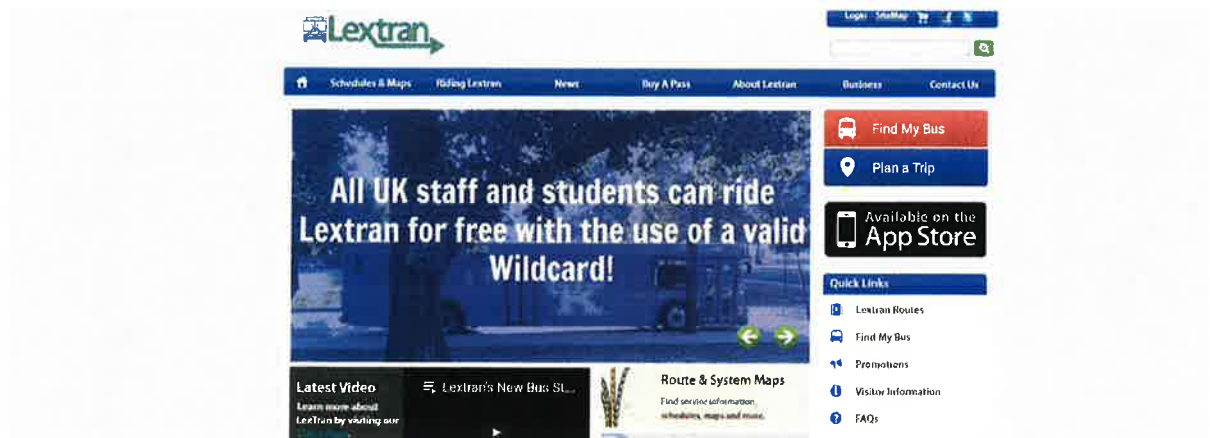 Lextran
Login SiteMap
Schedules & Maps Riding Lextran News Buy A Pass About Lextran Business Contact Us
All UK staff and students can ride
Lextran for free with the use of a valid
Wildcard!
Find My Bus
Plan a Trip
Available on the
App Store
Quick Links
Lextran Routes
Find My Bus
Promotions
Visitor Information
FAQs
Latest Video
Learn more about
LexTran by visiting our
Lextran's New Bus St...
Route & System Maps
Find service information,
schedules, maps and more.